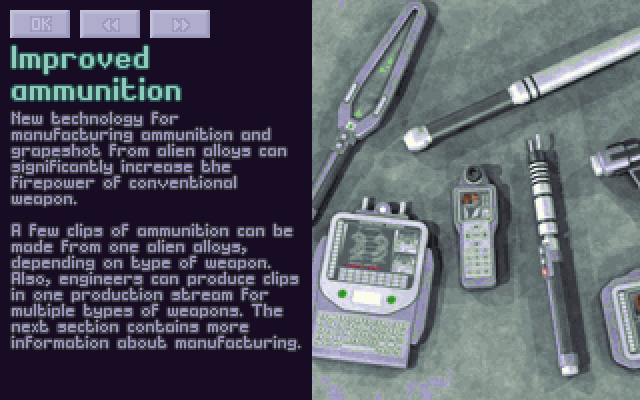 OK
Improved
ammunition
New technology for
manufacturing ammunition and
grapeshot from alien alloys can
significantly increase the
firepower of conventional
weapon.
A few clips of ammunition can be
made from one alien alloys,
depending on type of weapon.
Also, engineers can produce clips
in one production stream for
multiple types of weapons. The
next section contains more
information about manufacturing.